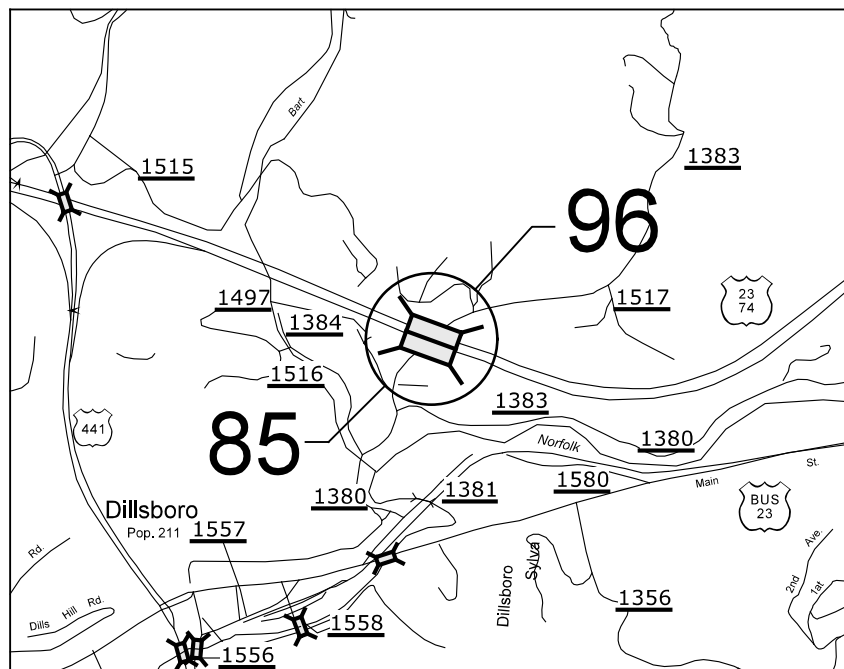 Bart
1515
1383
96
1497
1384
1517
23
74
1516
1383
441
85
Norfolk
1380
1380
1381
1580
Main
St.
BUS
23
Dillsboro
Pop. 211
1557
Rd.
Dillsboro
Sylva
2nd
Ave.
1at
Dills
Hill
Rd.
1356
1558
1556